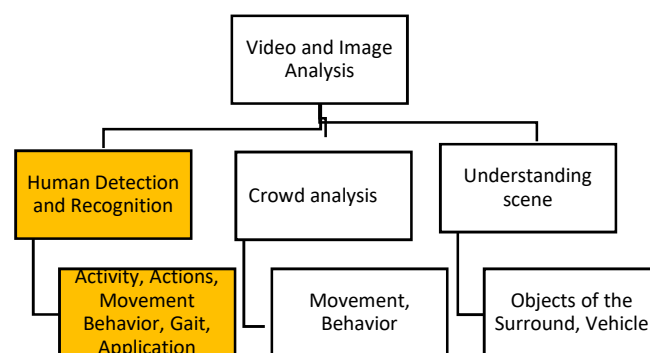 Video and Image
Analysis
Human Detection
and Recognition
Crowd analysis
Understanding
scene
Activity, Actions,
Movement
Behavior, Gait,
Application
Movement,
Behavior
Objects of the
Surround, Vehicle